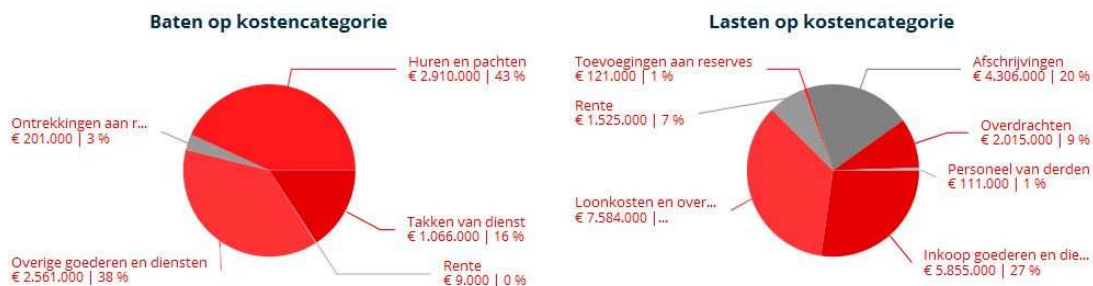 Baten op kostencategorie
Huren en pachten
€ 2.910.000 | 43 %
Ontrekkingen aan r...
€ 201.000 | 3 %
Takken van dienst
€ 1.066.000 | 16 %
Overige goederen en diensten
€ 2.561.000 | 38 %
Rente
€ 9.000 | 0 %
Lasten op kostencategorie
Toevoegingen aan reserves
€ 121.000 | 1 %
Afschrijvingen
€ 4.306.000 | 20 %
Rente
€ 1.525.000 | 7 %
Overdrachten
€ 2.015.000 | 9 %
Personeel van derden
€ 111.000 | 1 %
Loonkosten en over...
€ 7.584.000 |...
Inkoop goederen en die...
€ 5.855.000 | 27 %